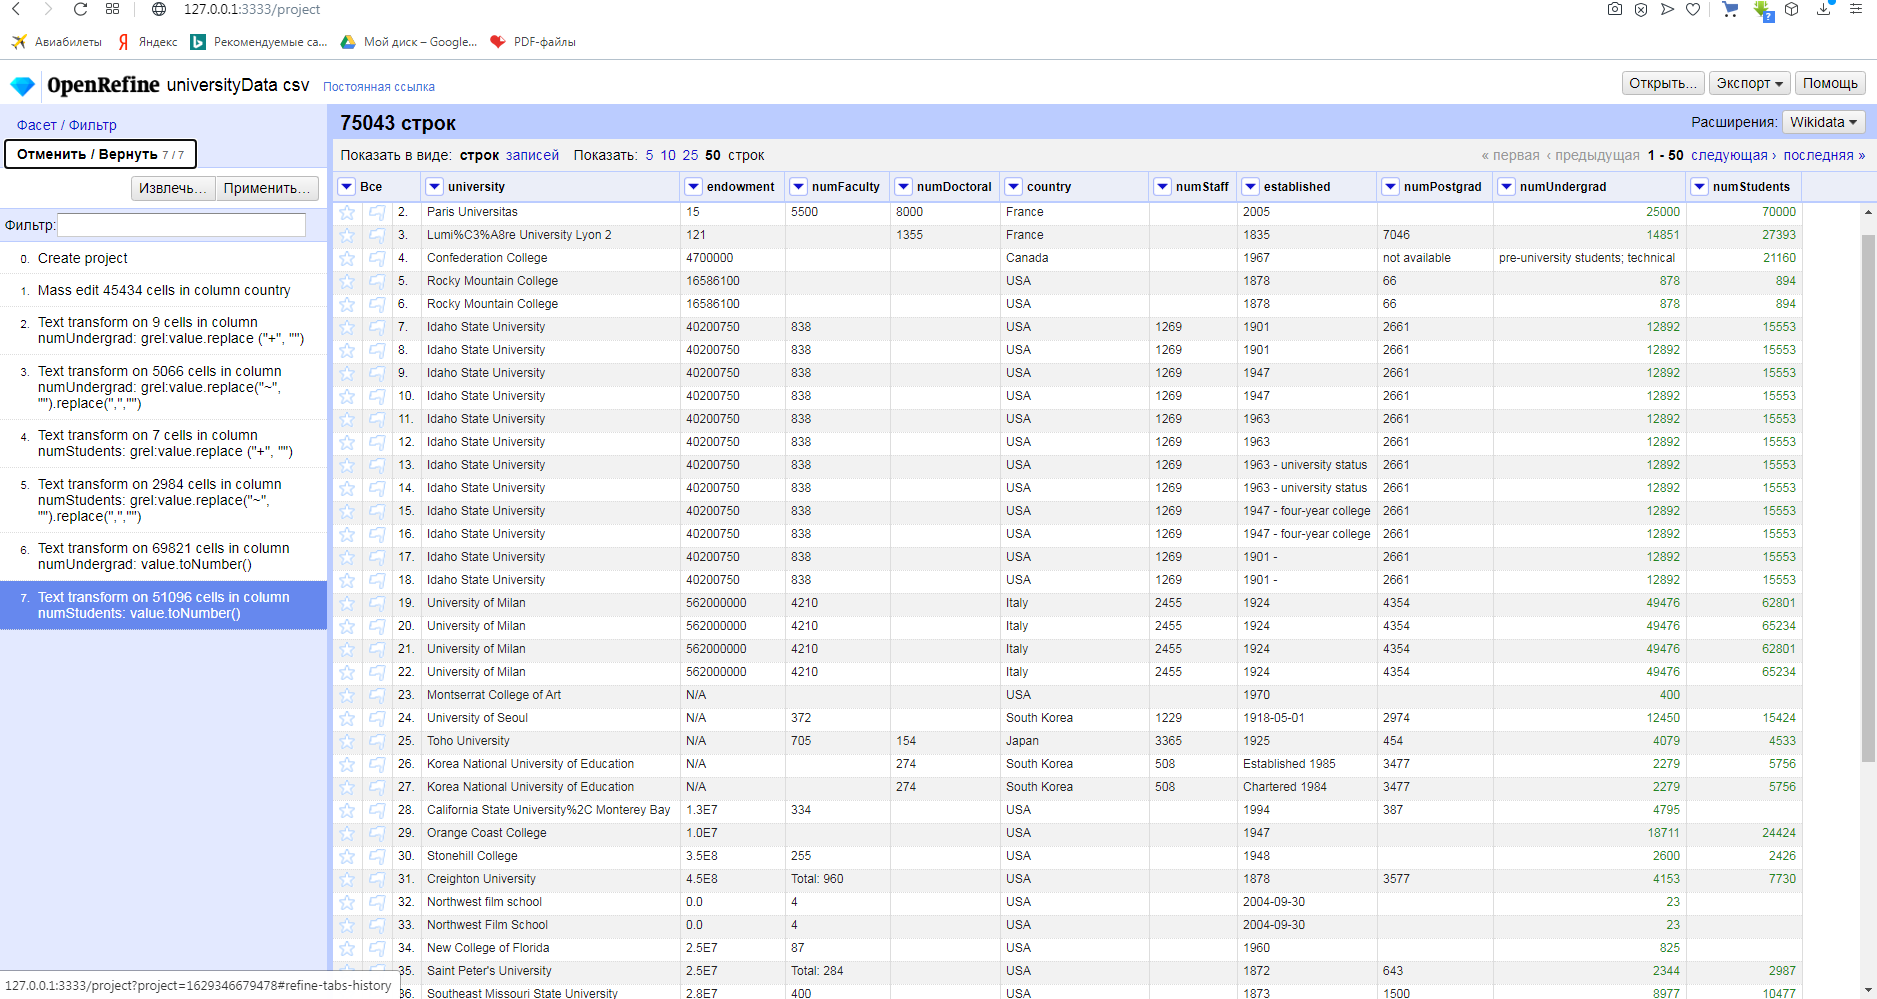 127.0.0.1:3333/project
Авиабилеты Яндекс Рекомендуемые са... Мой диск – Google... PDF-файлы
OpenRefine universityData csv Постоянная ссылка Открыть... Экспорт Помощь
Фасет / Фильтр
Отменить / Вернуть 7 / 7
Извлечь... Применить...
Фильтр:
0. Create project
1. Mass edit 45434 cells in column country
2. Text transform on 9 cells in column
numUndergrad: grel:value.replace ("+", "")
3. Text transform on 5066 cells in column
numUndergrad: grel:value.replace("~",
"").replace(",","")
4. Text transform on 7 cells in column
numStudents: grel:value.replace ("+", "")
5. Text transform on 2984 cells in column
numStudents: grel:value.replace("~",
"").replace(",","")
6. Text transform on 69821 cells in column
numUndergrad: value.toNumber()
7. Text transform on 51096 cells in column
numStudents: value.toNumber()
127.0.0.1:3333/project?project=1629346679478#refine-tabs-history
75043 строк Расширения: Wikidata
Показать в виде: строк записей Показать: 5 10 25 50 строк « первая ‹ предыдущая 1 - 50 следующая › последняя »
Все university endowment numFaculty numDoctoral country numStaff established numPostgrad numUndergrad numStudents
2. Paris Universitas 15 5500 8000 France 2005 25000 70000
3. Lumi%C3%A8re University Lyon 2 121 1355 France 1835 7046 14851 27393
4. Confederation College 4700000 Canada 1967 not available pre-university students; technical 21160
5. Rocky Mountain College 16586100 USA 1878 66 878 894
6. Rocky Mountain College 16586100 USA 1878 66 878 894
7. Idaho State University 40200750 838 USA 1269 1901 2661 12892 15553
8. Idaho State University 40200750 838 USA 1269 1901 2661 12892 15553
9. Idaho State University 40200750 838 USA 1269 1947 2661 12892 15553
10. Idaho State University 40200750 838 USA 1269 1947 2661 12892 15553
11. Idaho State University 40200750 838 USA 1269 1963 2661 12892 15553
12. Idaho State University 40200750 838 USA 1269 1963 2661 12892 15553
13. Idaho State University 40200750 838 USA 1269 1963 - university status 2661 12892 15553
14. Idaho State University 40200750 838 USA 1269 1963 - university status 2661 12892 15553
15. Idaho State University 40200750 838 USA 1269 1947 - four-year college 2661 12892 15553
16. Idaho State University 40200750 838 USA 1269 1947 - four-year college 2661 12892 15553
17. Idaho State University 40200750 838 USA 1269 1901 - 2661 12892 15553
18. Idaho State University 40200750 838 USA 1269 1901 - 2661 12892 15553
19. University of Milan 562000000 4210 Italy 2455 1924 4354 49476 62801
20. University of Milan 562000000 4210 Italy 2455 1924 4354 49476 65234
21. University of Milan 562000000 4210 Italy 2455 1924 4354 49476 62801
22. University of Milan 562000000 4210 Italy 2455 1924 4354 49476 65234
23. Montserrat College of Art N/A USA 1970 400
24. University of Seoul N/A 372 South Korea 1229 1918-05-01 2974 12450 15424
25. Toho University N/A 705 154 Japan 3365 1925 454 4079 4533
26. Korea National University of Education N/A 274 South Korea 508 Established 1985 3477 2279 5756
27. Korea National University of Education N/A 274 South Korea 508 Chartered 1984 3477 2279 5756
28. California State University%2C Monterey Bay 1.3E7 334 USA 1994 387 4795
29. Orange Coast College 1.0E7 USA 1947 18711 24424
30. Stonehill College 3.5E8 255 USA 1948 2600 2426
31. Creighton University 4.5E8 Total: 960 USA 1878 3577 4153 7730
32. Northwest film school 0.0 4 USA 2004-09-30 23
33. Northwest Film School 0.0 4 USA 2004-09-30 23
34. New College of Florida 2.5E7 87 USA 1960 825
35. Saint Peter's University 2.5E7 Total: 284 USA 1872 643 2344 2987
36. Southeast Missouri State University 2.8E7 400 USA 1873 1500 8977 10477